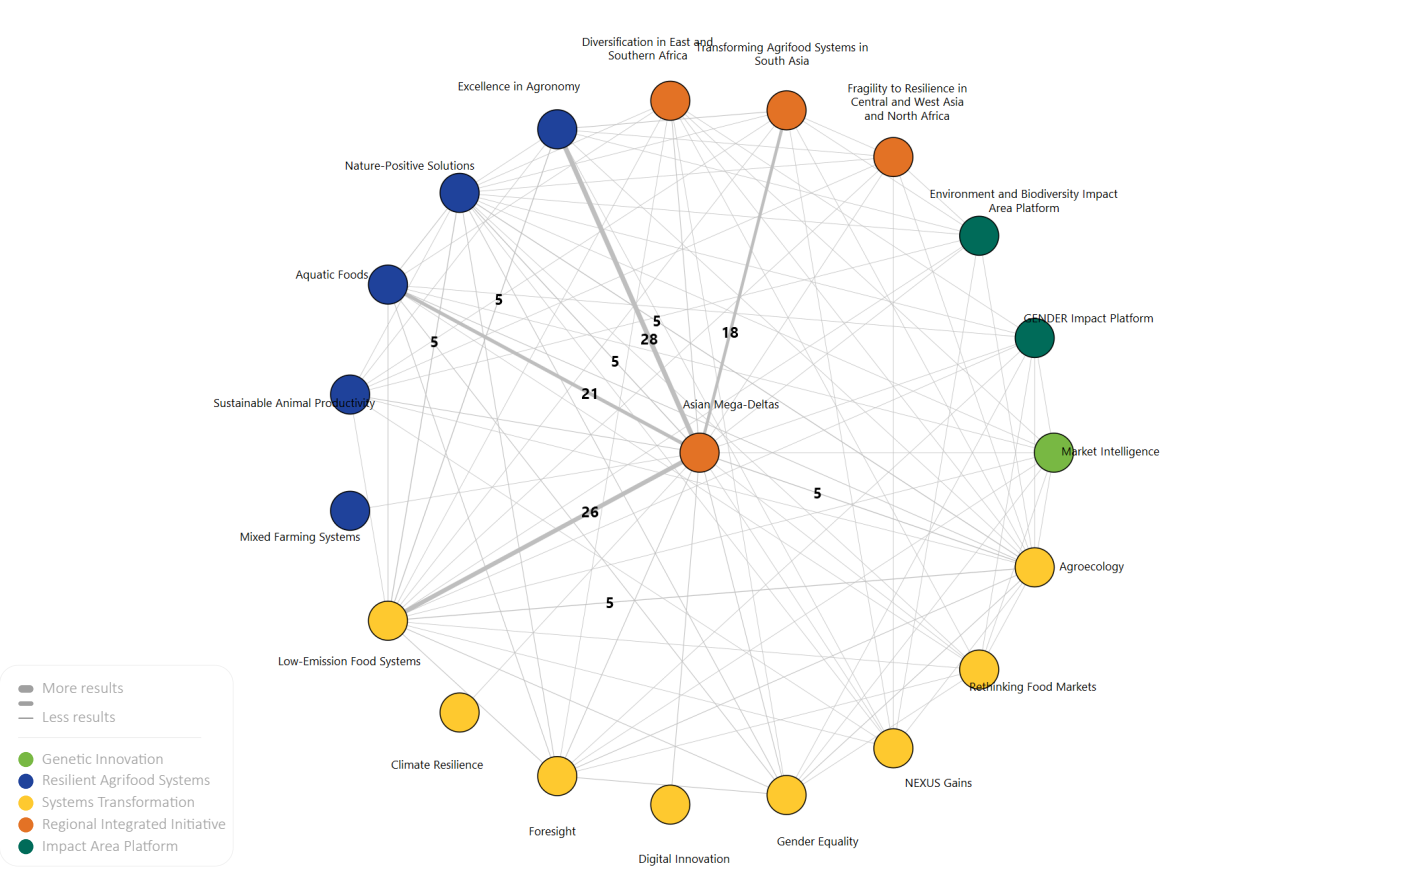 Diversification in East and
Southern Africa
Transforming Agrifood Systems in
South Asia
Excellence in Agronomy
Fragility to Resilience in
Central and West Asia
and North Africa
Nature-Positive Solutions
Environment and Biodiversity Impact
Area Platform
Aquatic Foods
5
GENDER Impact Platform
5
28
18
5
5
21
Sustainable Animal Productivity
Asian Mega-Deltas
Market Intelligence
5
26
Mixed Farming Systems
Agroecology
5
Low-Emission Food Systems
Rethinking Food Markets
Climate Resilience
NEXUS Gains
Foresight
Gender Equality
Digital Innovation
More results
Less results
Genetic Innovation
Resilient Agrifood Systems
Systems Transformation
Regional Integrated Initiative
Impact Area Platform